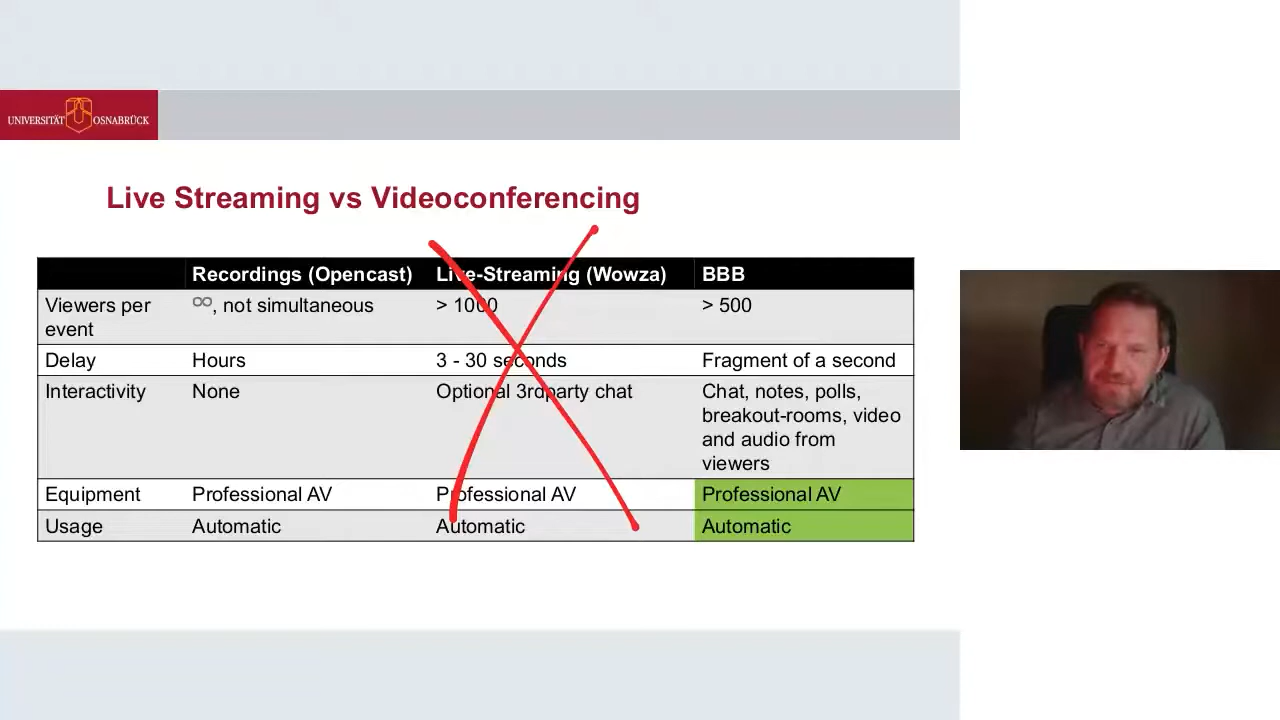 UNIVERSITÄT OSNABRÜCK
Live Streaming vs Videoconferencing
Recordings (Opencast) Live-Streaming (Wowza) BBB
Viewers per event ∞, not simultaneous > 1000 > 500
Delay Hours 3 - 30 seconds Fragment of a second
Interactivity None Optional 3rdparty chat Chat, notes, polls,
breakout-rooms, video
and audio from
viewers
Equipment Professional AV Professional AV Professional AV
Usage Automatic Automatic Automatic